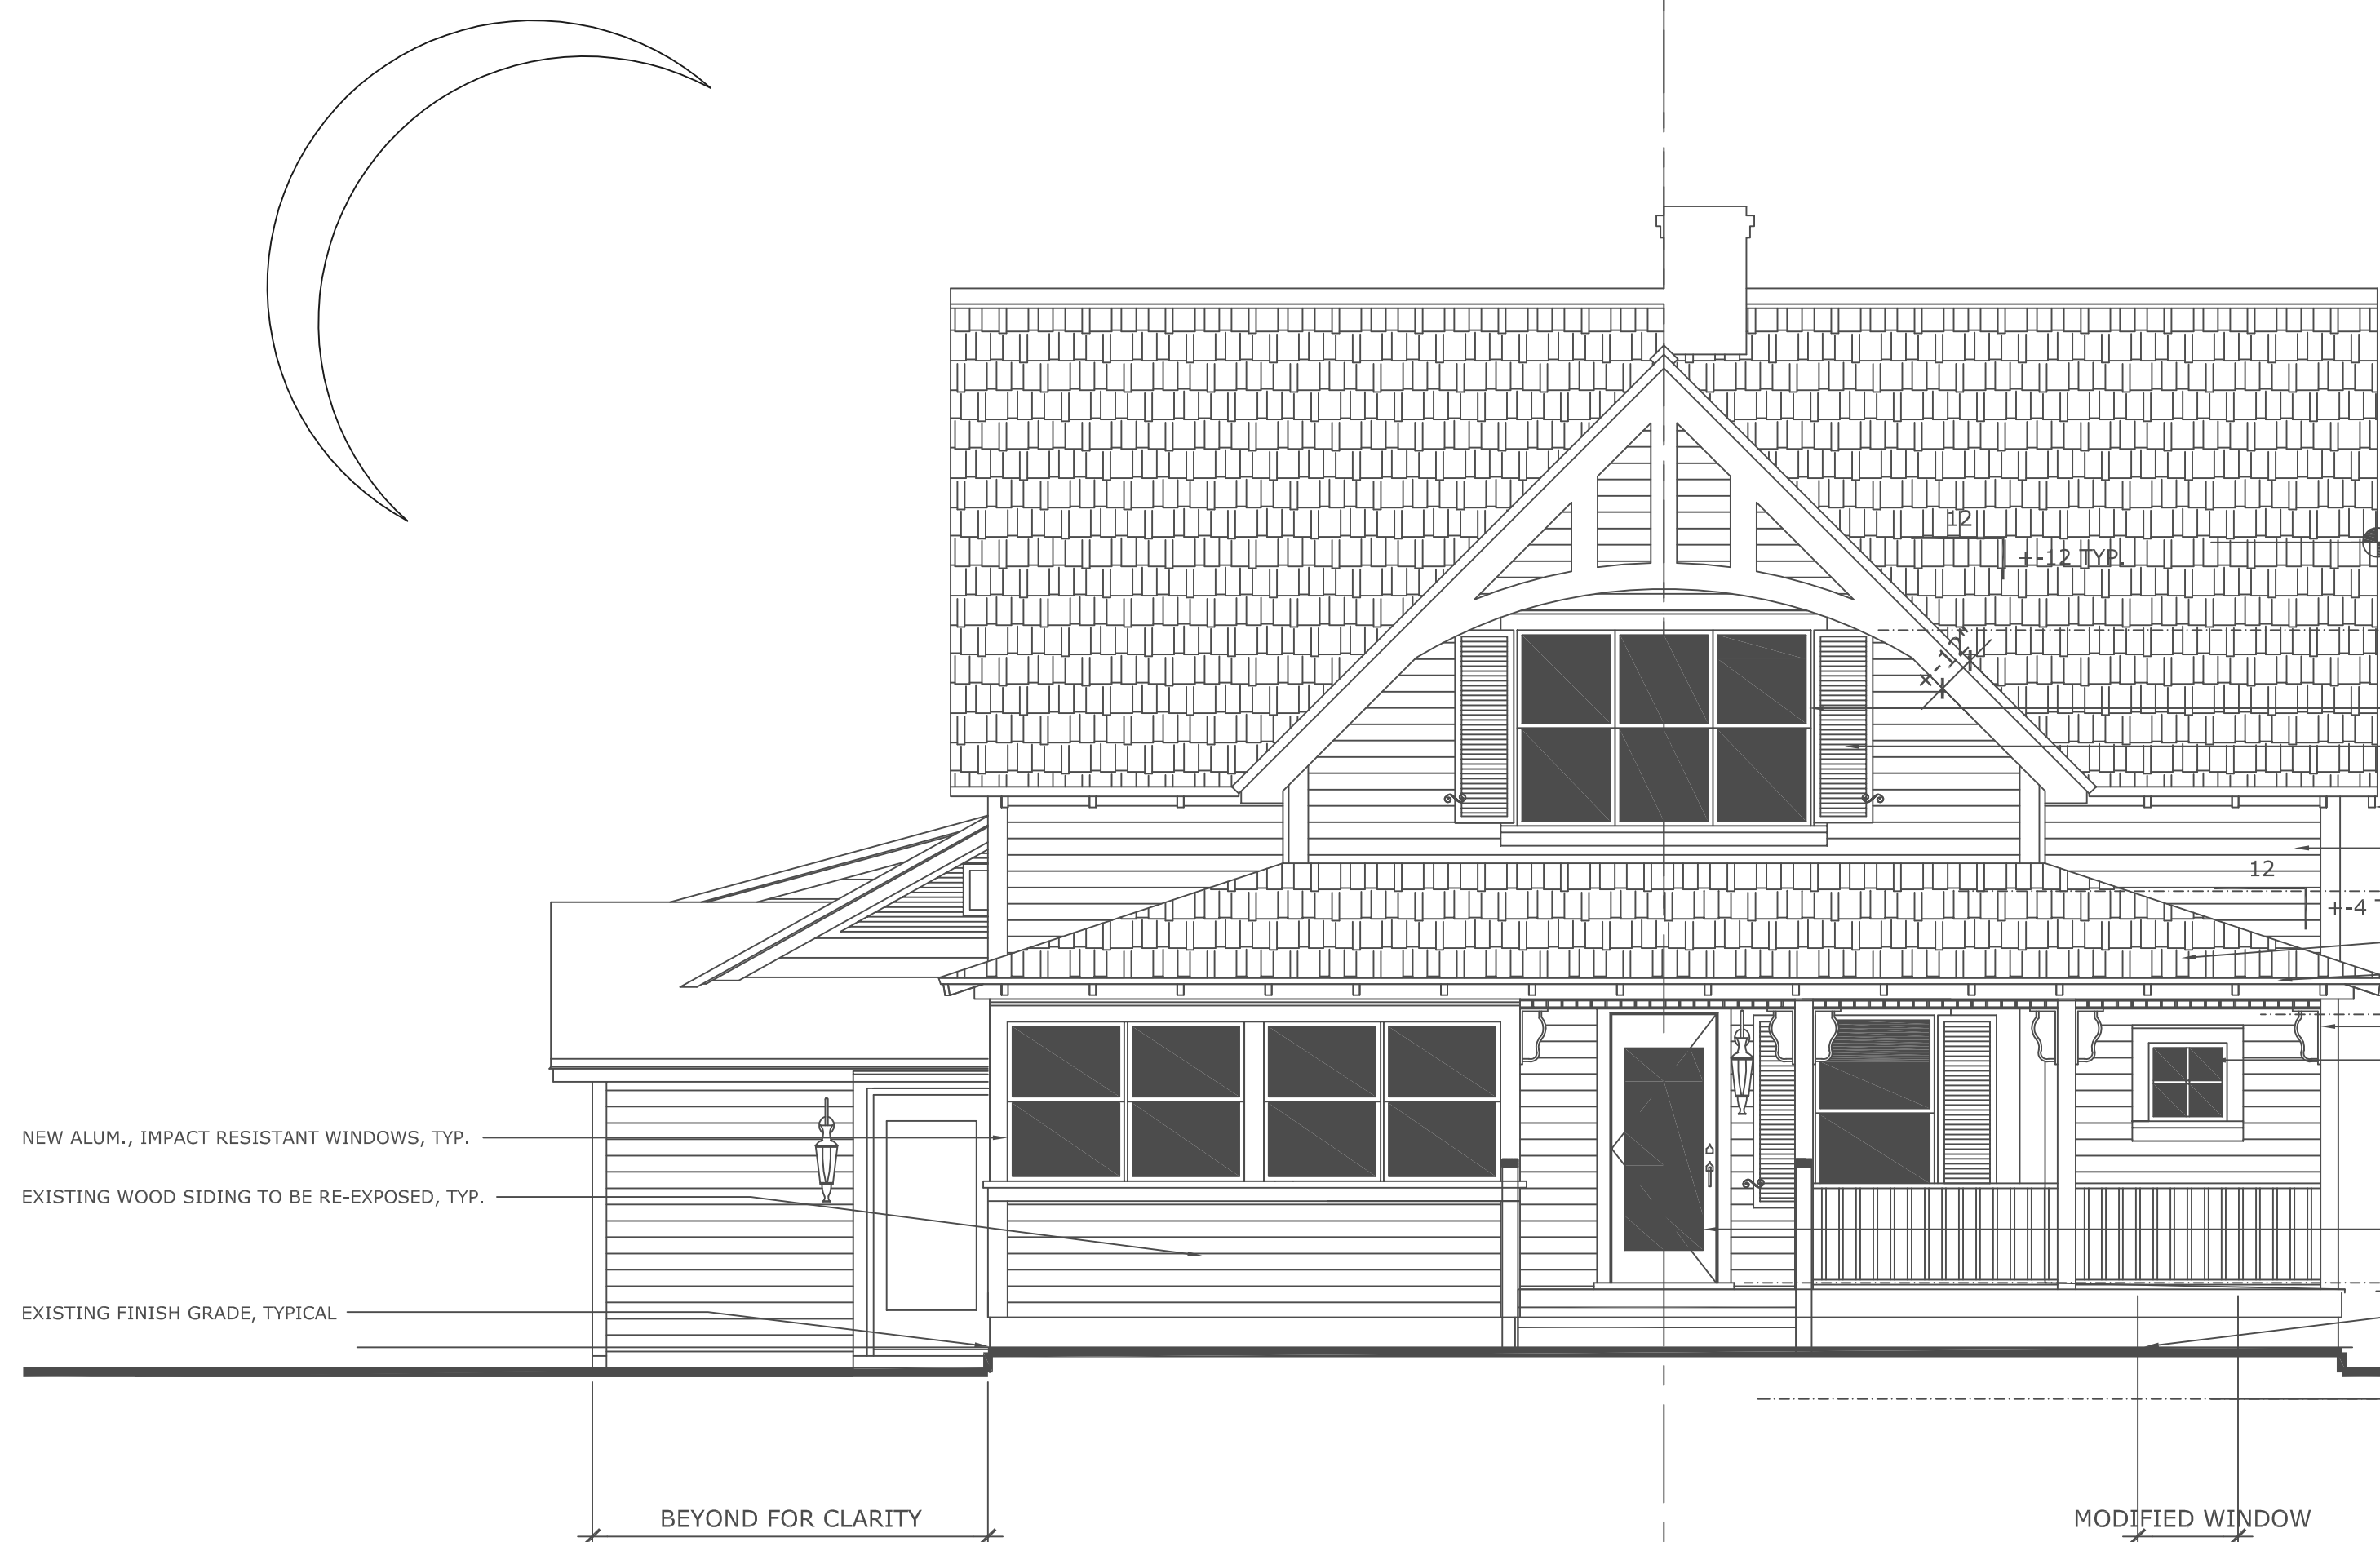 12
+-12 TYP.
12
+-4
NEW ALUM., IMPACT RESISTANT WINDOWS, TYP.
EXISTING WOOD SIDING TO BE RE-EXPOSED, TYP.
EXISTING FINISH GRADE, TYPICAL
BEYOND FOR CLARITY
MODIFIED WINDOW